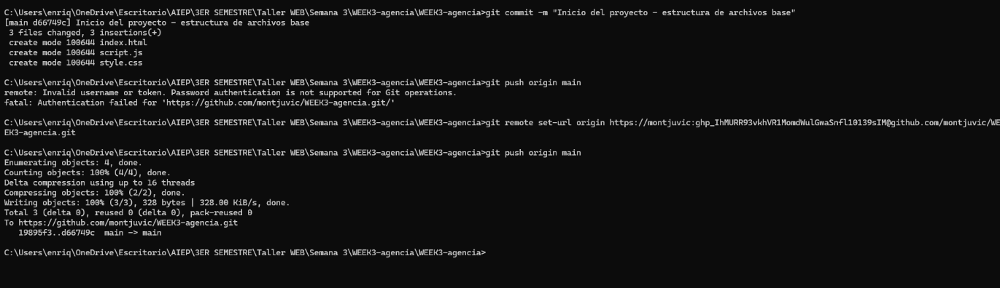 C:\Users\enriq\OneDrive\Escritorio\AIEP\3ER SEMESTRE\Taller WEB\Semana 3\WEEK3-agencia\WEEK3-agencia>git commit -m "Inicio del proyecto - estructura de archivos base"
[main d66749c] Inicio del proyecto - estructura de archivos base
 3 files changed, 3 insertions(+)
 create mode 100644 index.html
 create mode 100644 script.js
 create mode 100644 style.css
C:\Users\enriq\OneDrive\Escritorio\AIEP\3ER SEMESTRE\Taller WEB\Semana 3\WEEK3-agencia\WEEK3-agencia>git push origin main
remote: Invalid username or token. Password authentication is not supported for Git operations.
fatal: Authentication failed for 'https://github.com/montjuvic/WEEK3-agencia.git/'
C:\Users\enriq\OneDrive\Escritorio\AIEP\3ER SEMESTRE\Taller WEB\Semana 3\WEEK3-agencia\WEEK3-agencia>git remote set-url origin https://montjuvic: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@github.com/montjuvic/WE
EK3-agencia.git
C:\Users\enriq\OneDrive\Escritorio\AIEP\3ER SEMESTRE\Taller WEB\Semana 3\WEEK3-agencia\WEEK3-agencia>git push origin main
Enumerating objects: 4, done.
Counting objects: 100% (4/4), done.
Delta compression using up to 16 threads
Compressing objects: 100% (2/2), done.
Writing objects: 100% (3/3), 328 bytes | 328.00 KiB/s, done.
Total 3 (delta 0), reused 0 (delta 0), pack-reused 0
To https://github.com/montjuvic/WEEK3-agencia.git
   19895f3..d66749c  main -> main
C:\Users\enriq\OneDrive\Escritorio\AIEP\3ER SEMESTRE\Taller WEB\Semana 3\WEEK3-agencia\WEEK3-agencia>